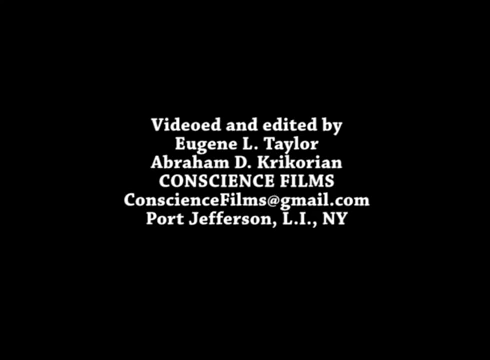 Videoed and edited by
Eugene L. Taylor
Abraham D. Krikorian
CONSCIENCE FILMS
ConscienceFilms@gmail.com
Port Jefferson, L.I., NY